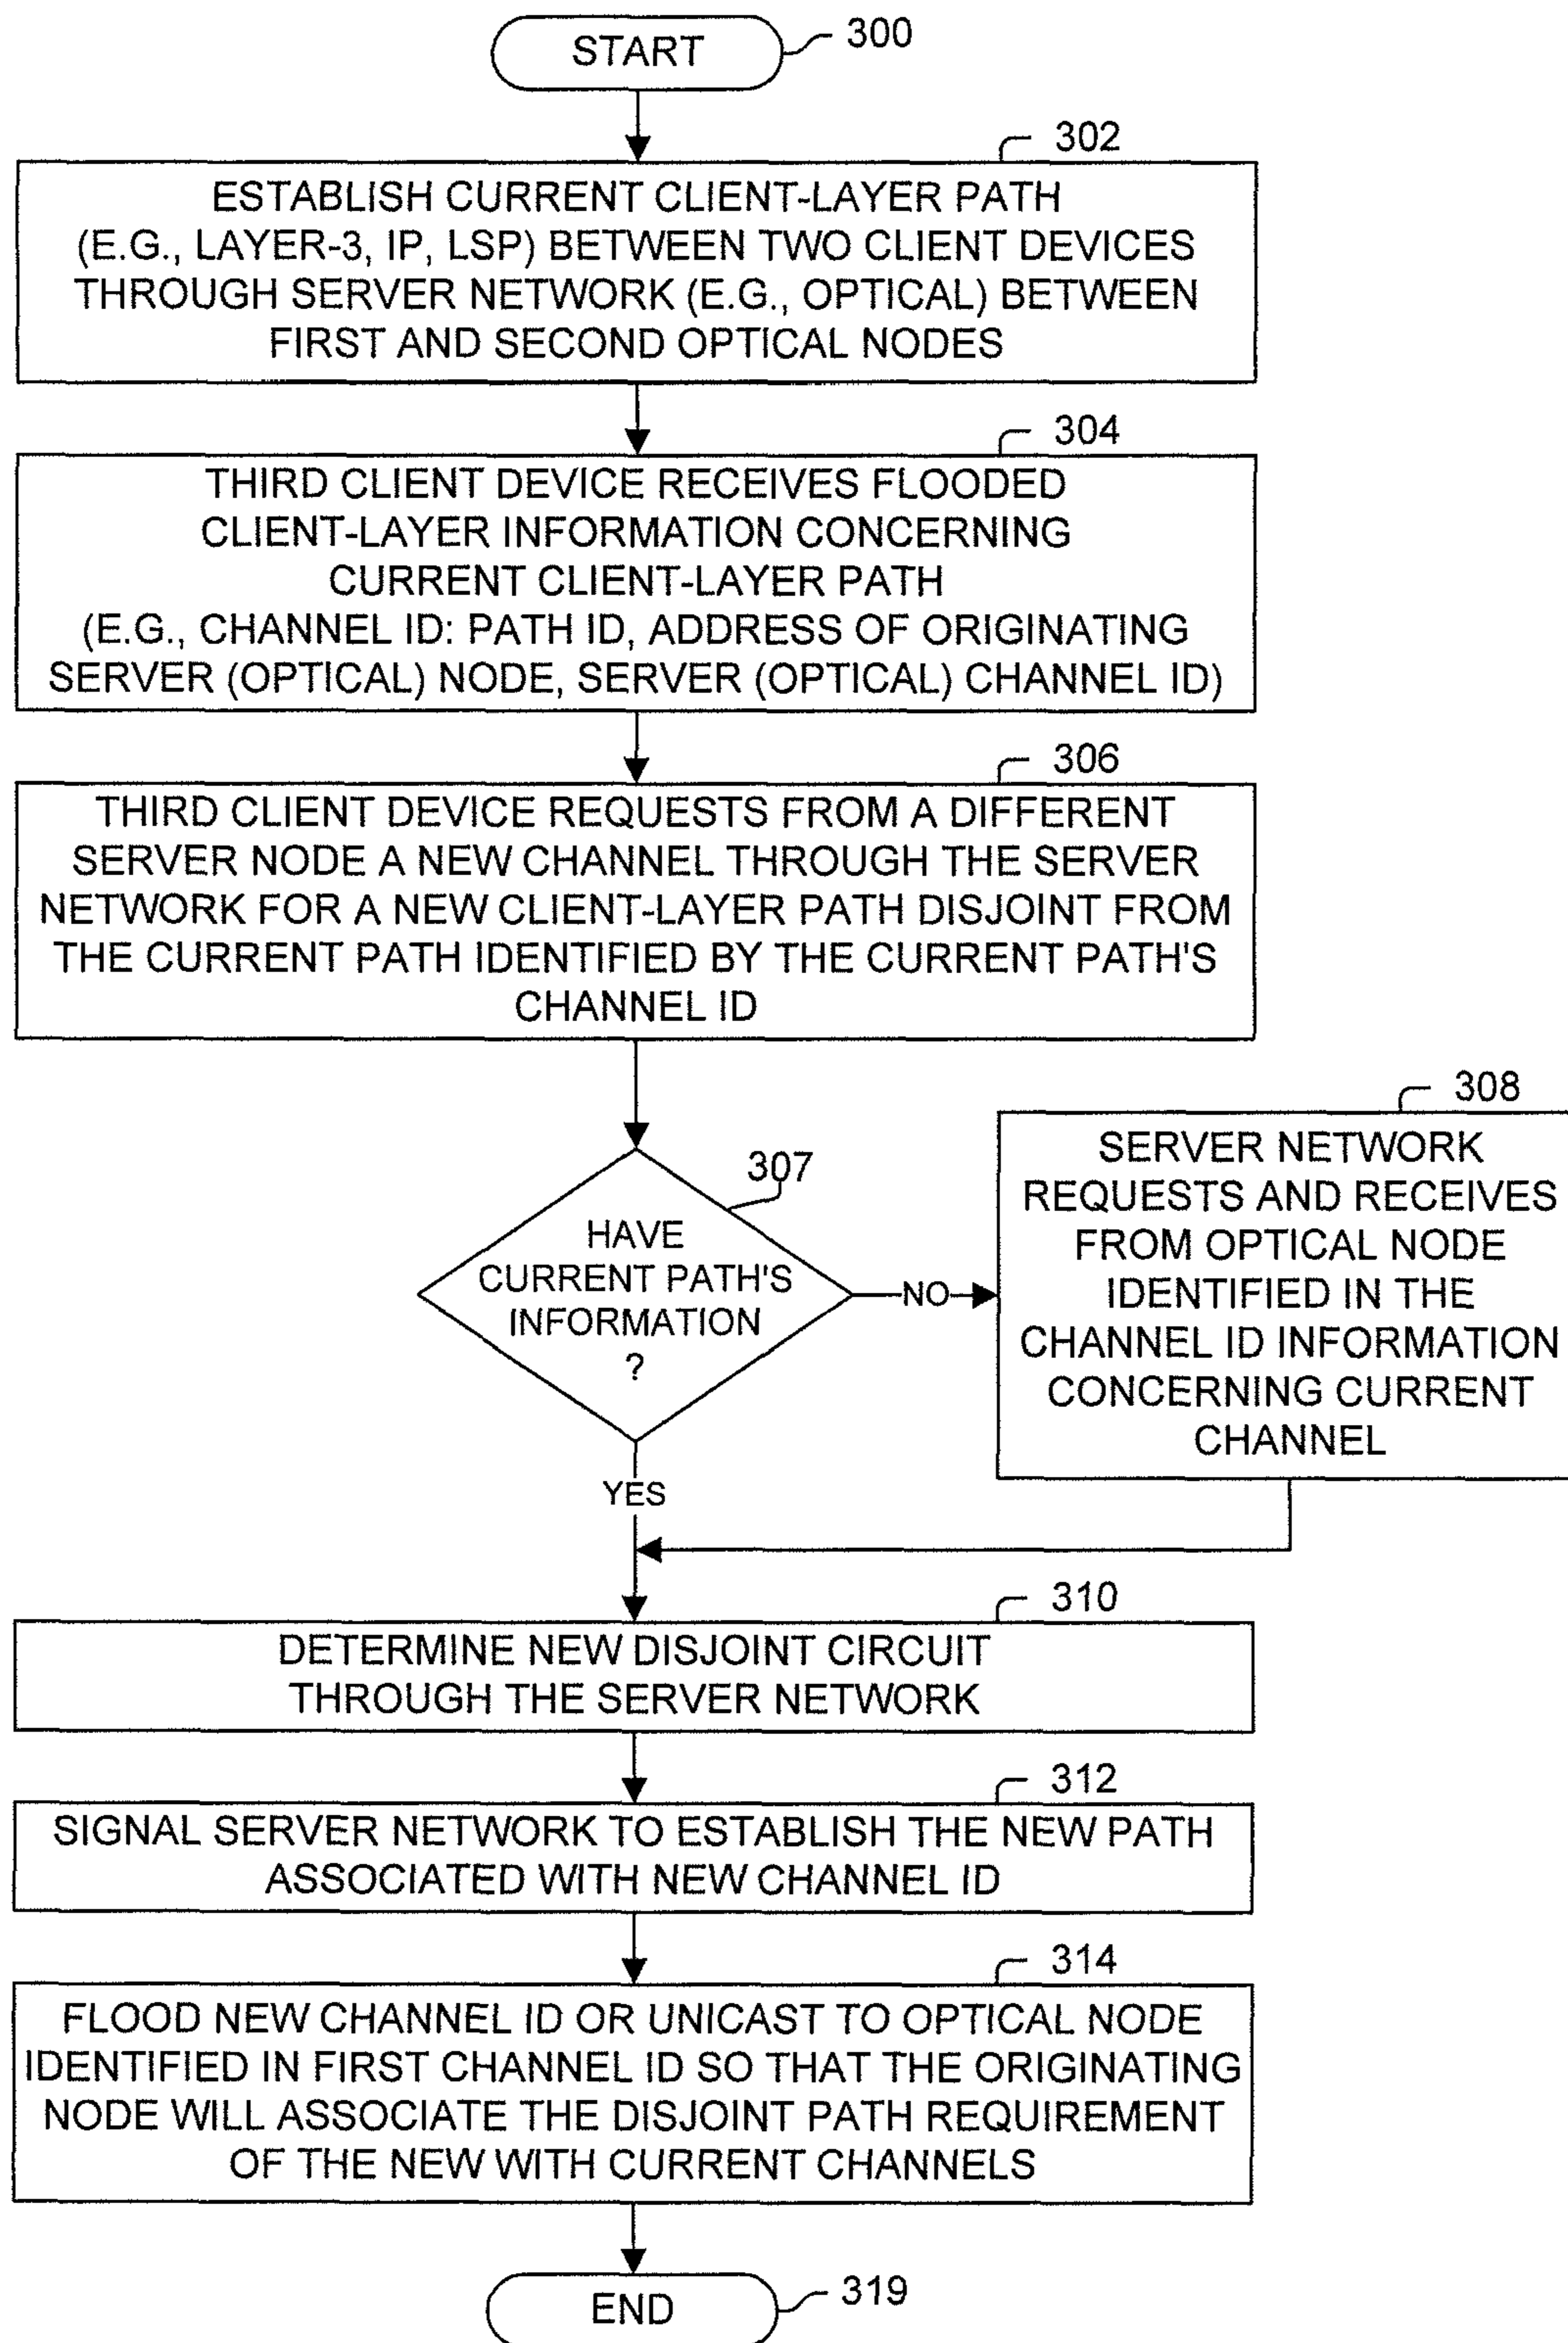 START
300
302
ESTABLISH CURRENT CLIENT-LAYER PATH
(E.G., LAYER-3, IP, LSP) BETWEEN TWO CLIENT DEVICES
THROUGH SERVER NETWORK (E.G., OPTICAL) BETWEEN
FIRST AND SECOND OPTICAL NODES
304
THIRD CLIENT DEVICE RECEIVES FLOODED
CLIENT-LAYER INFORMATION CONCERNING
CURRENT CLIENT-LAYER PATH
(E.G., CHANNEL ID: PATH ID, ADDRESS OF ORIGINATING
SERVER (OPTICAL) NODE, SERVER (OPTICAL) CHANNEL ID)
306
THIRD CLIENT DEVICE REQUESTS FROM A DIFFERENT
SERVER NODE A NEW CHANNEL THROUGH THE SERVER
NETWORK FOR A NEW CLIENT-LAYER PATH DISJOINT FROM
THE CURRENT PATH IDENTIFIED BY THE CURRENT PATH'S
CHANNEL ID
307
HAVE
CURRENT PATH'S
INFORMATION
?
NO
308
SERVER NETWORK
REQUESTS AND RECEIVES
FROM OPTICAL NODE
IDENTIFIED IN THE
CHANNEL ID INFORMATION
CONCERNING CURRENT
CHANNEL
YES
310
DETERMINE NEW DISJOINT CIRCUIT
THROUGH THE SERVER NETWORK
312
SIGNAL SERVER NETWORK TO ESTABLISH THE NEW PATH
ASSOCIATED WITH NEW CHANNEL ID
314
FLOOD NEW CHANNEL ID OR UNICAST TO OPTICAL NODE
IDENTIFIED IN FIRST CHANNEL ID SO THAT THE ORIGINATING
NODE WILL ASSOCIATE THE DISJOINT PATH REQUIREMENT
OF THE NEW WITH CURRENT CHANNELS
END
319